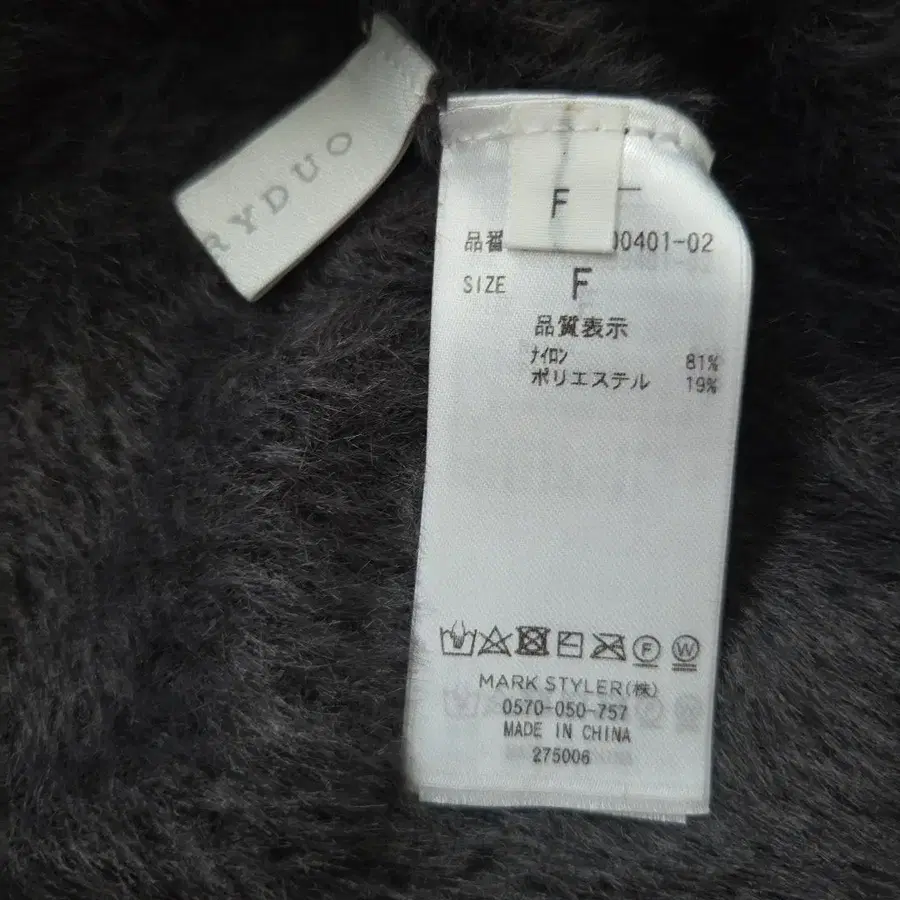 RYDUO
F
品番 00401-02
SIZE F
品質表示
ナイロン 81%
ポリエステル 19%
F W
MARK STYLER(株)
0570-050-757
MADE IN CHINA
275006